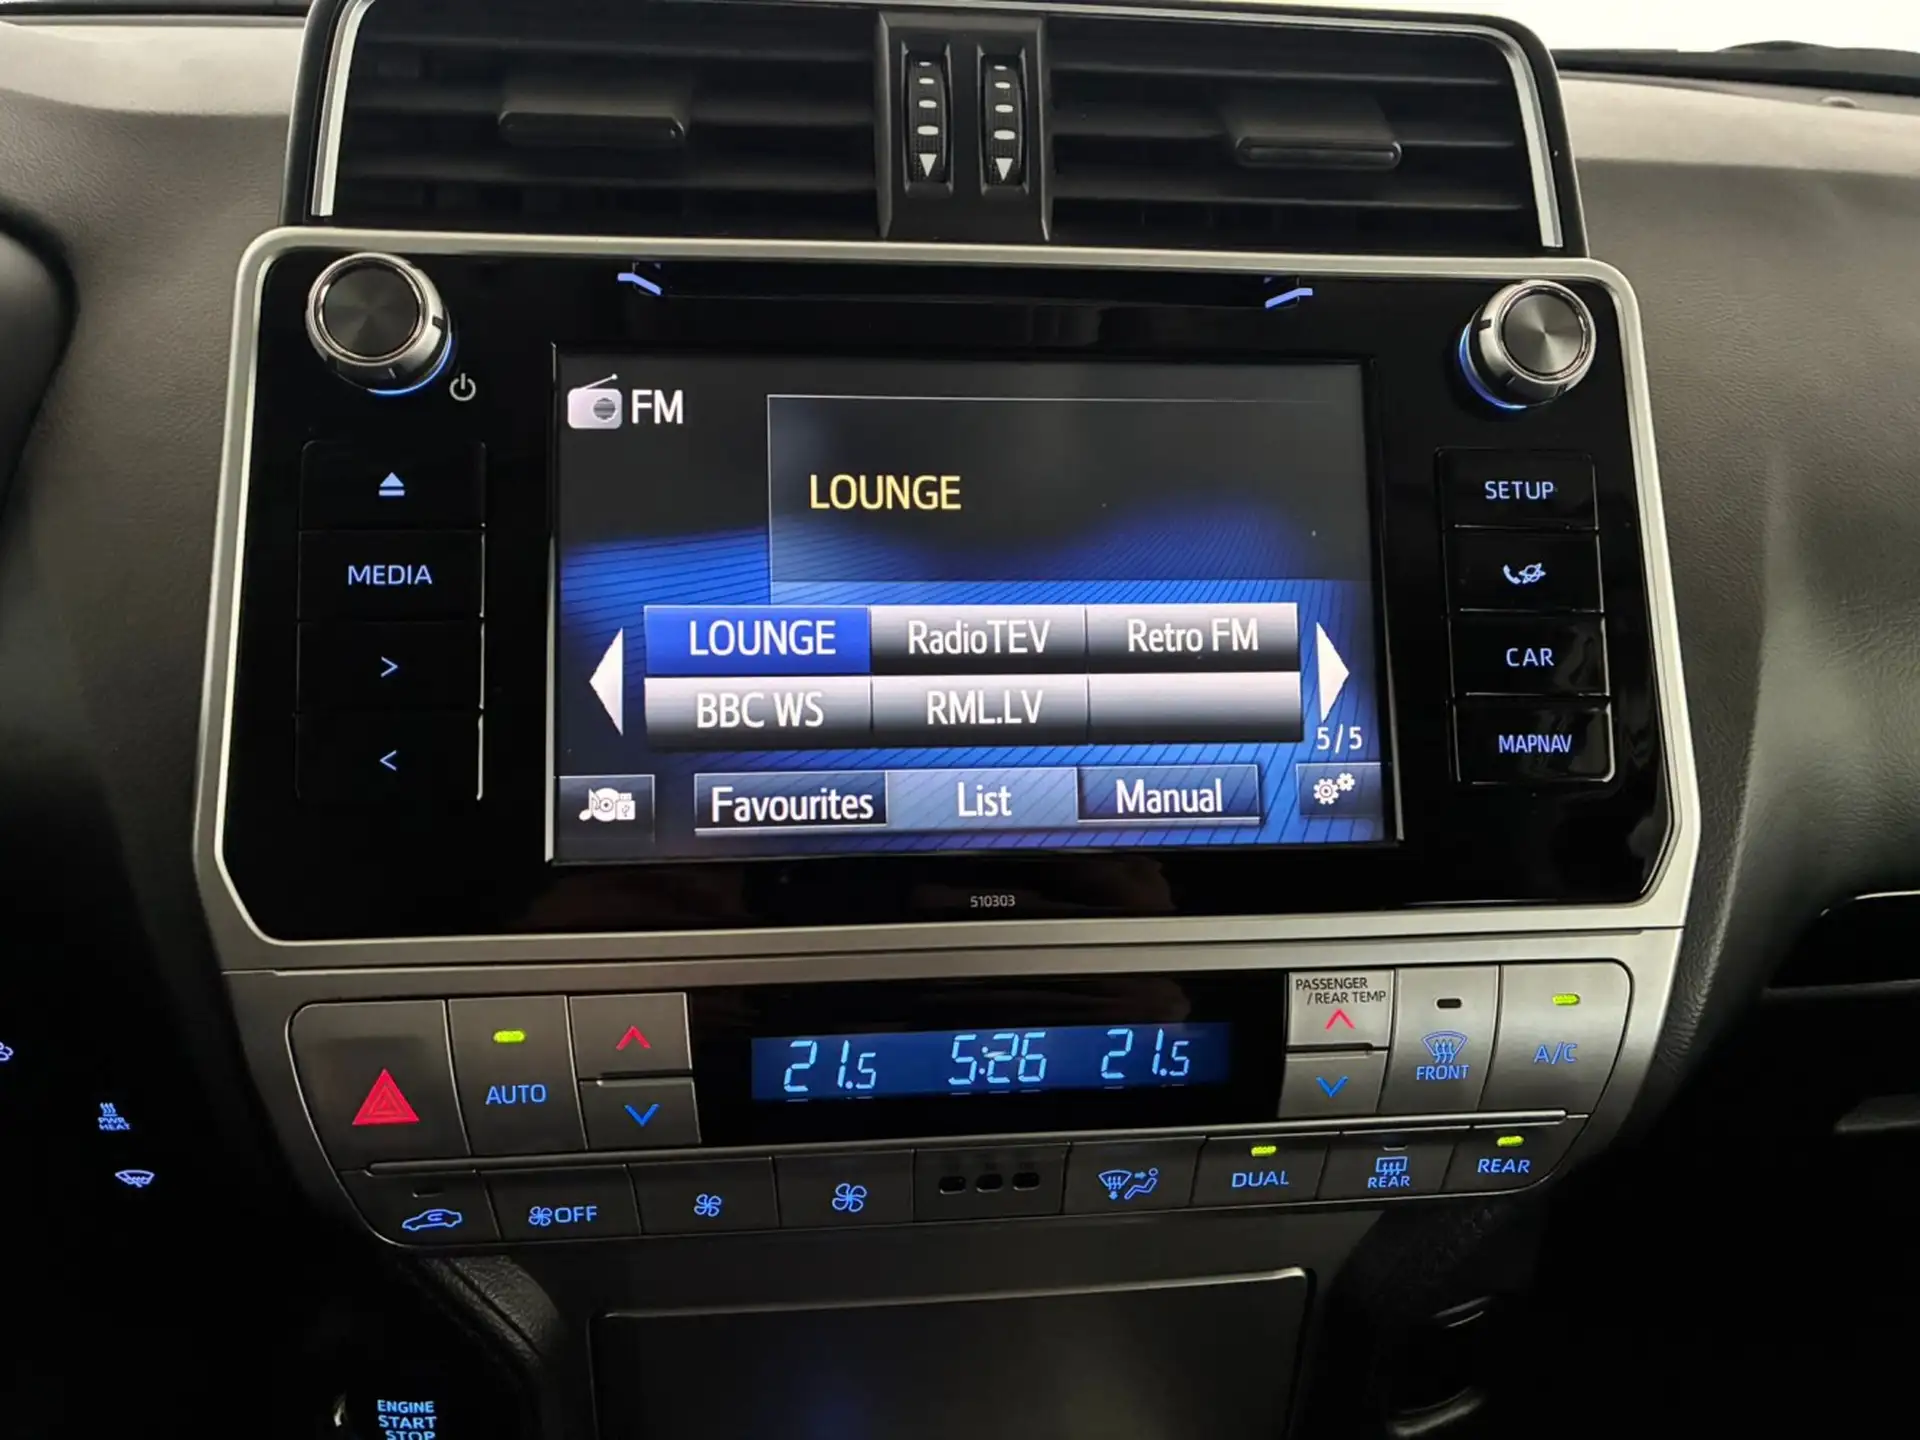 FM
LOUNGE
LOUNGE RadioTEV Retro FM
BBC WS RML.LV
5/5
Favourites List Manual
MEDIA
>
<
SETUP
CAR
MAPNAV
510303
PASSENGER
/REAR TEMP
AUTO
21.5 5:26 21.5
FRONT
A/C
OFF
DUAL
REAR
REAR
PWR
HEAT
ENGINE
START
STOP